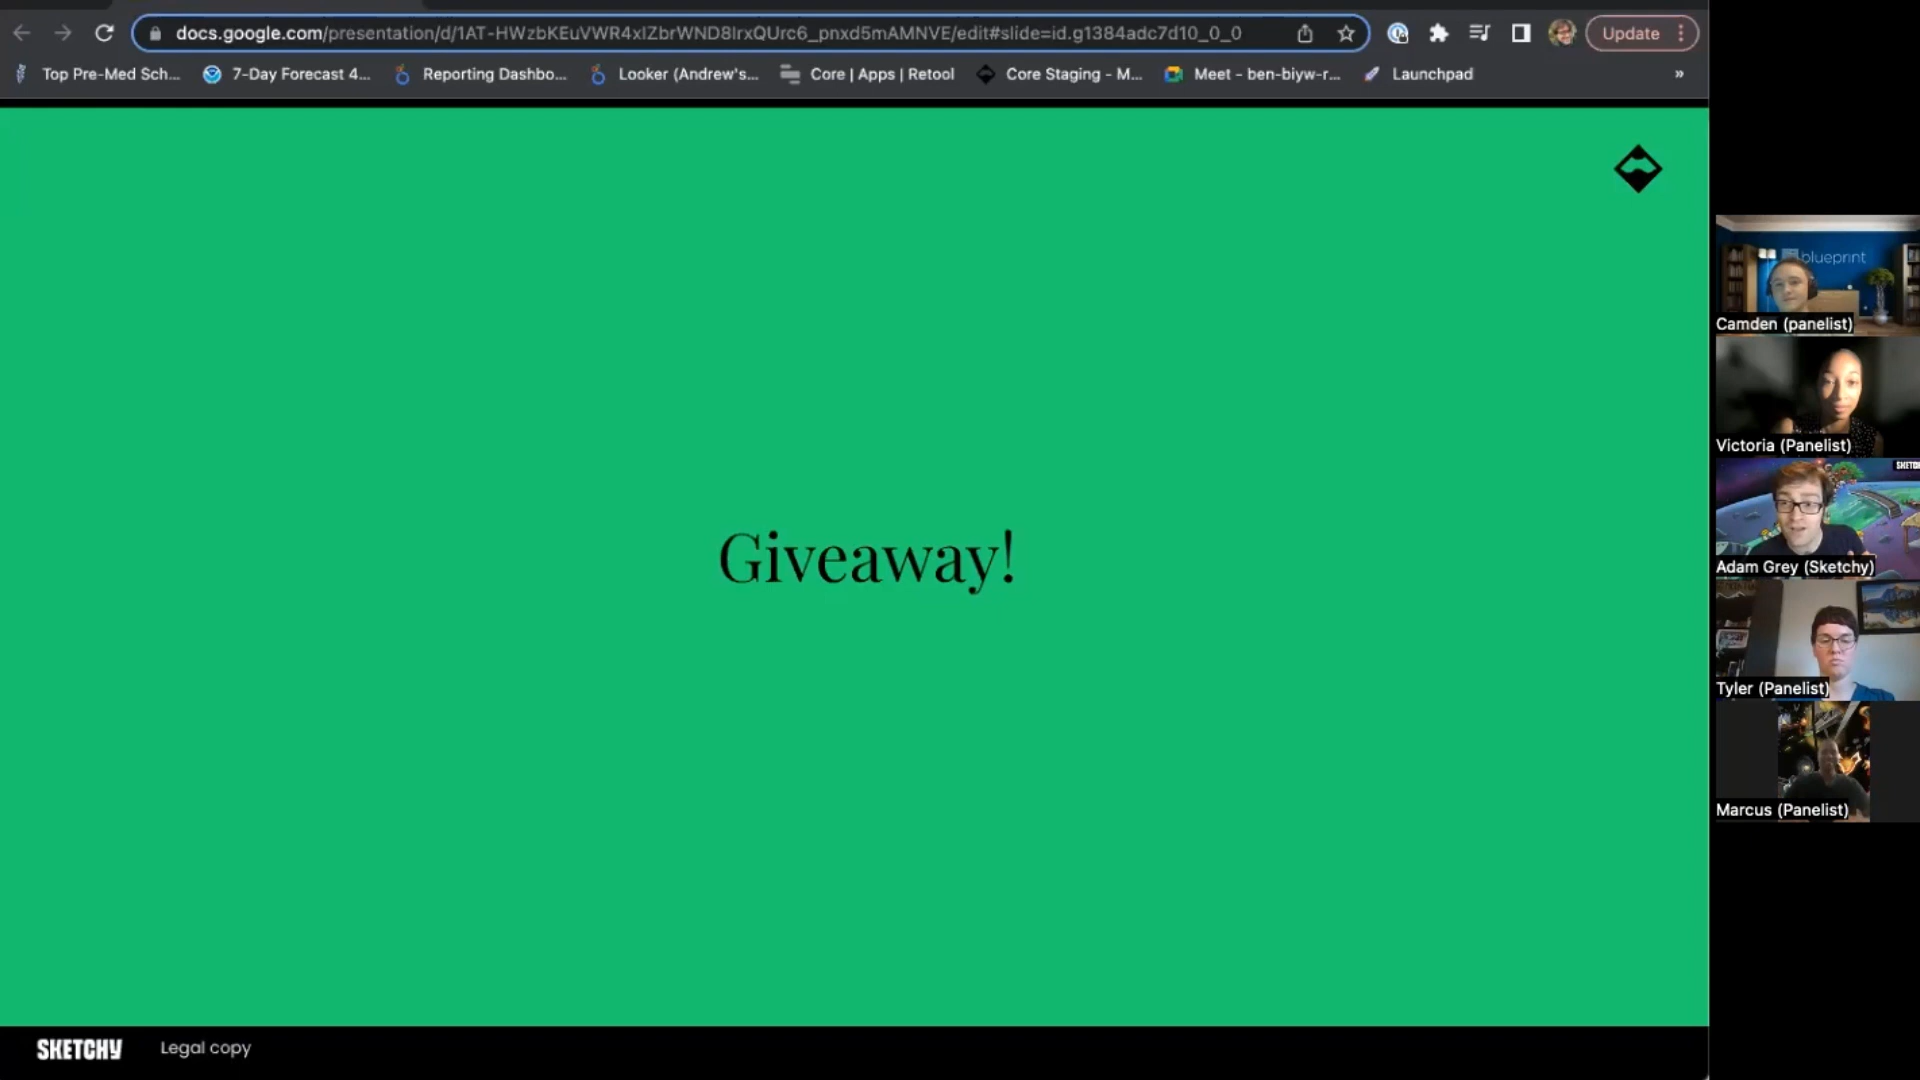 docs.google.com/presentation/d/1AT-HWzbKEuVWR4xIZbrWND8lrxQUrc6_pnxd5mAMNVE/edit#slide=id.g1384adc7d10_0_0
Update
Top Pre-Med Sch...
7-Day Forecast 4...
Reporting Dashbo...
Looker (Andrew's...
Core | Apps | Retool
Core Staging - M...
Meet - ben-biyw-r...
Launchpad
»
Giveaway!
SKETCHY
Legal copy
blueprint
Camden (panelist)
Victoria (Panelist)
Adam Grey (Sketchy)
Tyler (Panelist)
Marcus (Panelist)